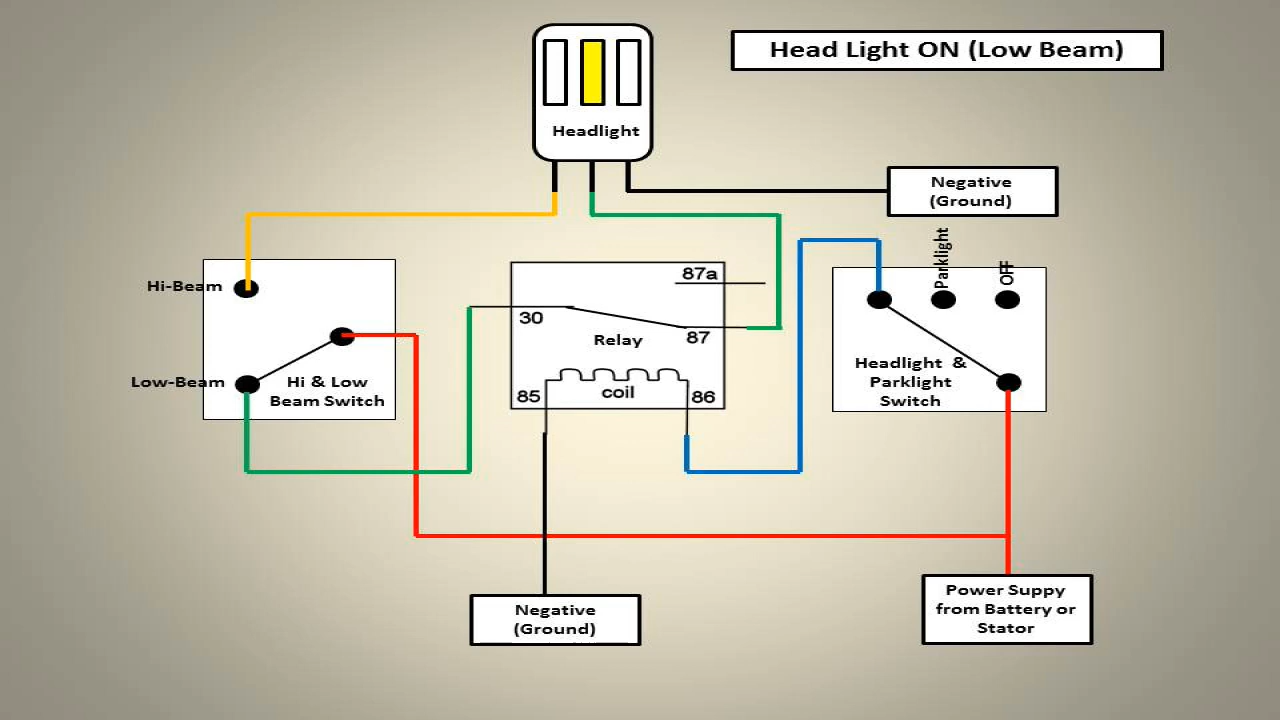 Head Light ON (Low Beam)
Headlight
Negative
(Ground)
Parklight
OFF
Hi-Beam
Low-Beam
Hi & Low
Beam Switch
87a
30
87
Relay
85
coil
86
Headlight &
Parklight
Switch
Negative
(Ground)
Power Suppy
from Battery or
Stator